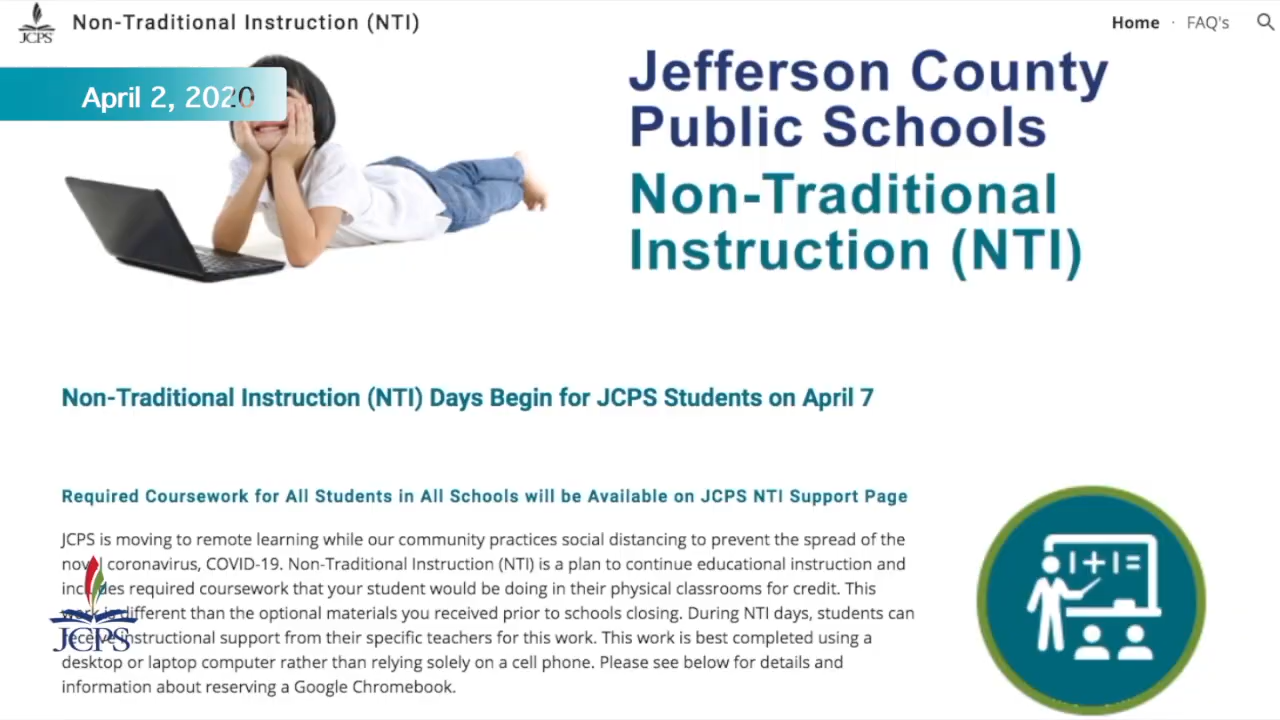 JCPS
Non-Traditional Instruction (NTI)
Home · FAQ's
April 2, 2020
Jefferson County
Public Schools
Non-Traditional
Instruction (NTI)
Non-Traditional Instruction (NTI) Days Begin for JCPS Students on April 7
Required Coursework for All Students in All Schools will be Available on JCPS NTI Support Page
JCPS is moving to remote learning while our community practices social distancing to prevent the spread of the
novel coronavirus, COVID-19. Non-Traditional Instruction (NTI) is a plan to continue educational instruction and
includes required coursework that your student would be doing in their physical classrooms for credit. This
work is different than the optional materials you received prior to schools closing. During NTI days, students can
receive instructional support from their specific teachers for this work. This work is best completed using a
desktop or laptop computer rather than relying solely on a cell phone. Please see below for details and
information about reserving a Google Chromebook.
JCPS
1+1=